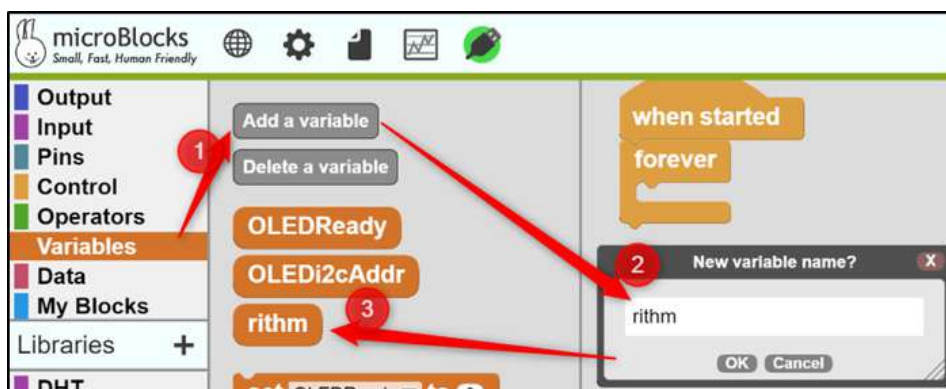 microBlocks
Small, Fast, Human Friendly
Output
Input
Pins
Control
Operators
Variables
Data
My Blocks
Libraries +
DHT
1
Add a variable
Delete a variable
OLEDReady
OLEDi2cAddr
rithm
3
when started
forever
2
New variable name?
X
rithm
OK
Cancel